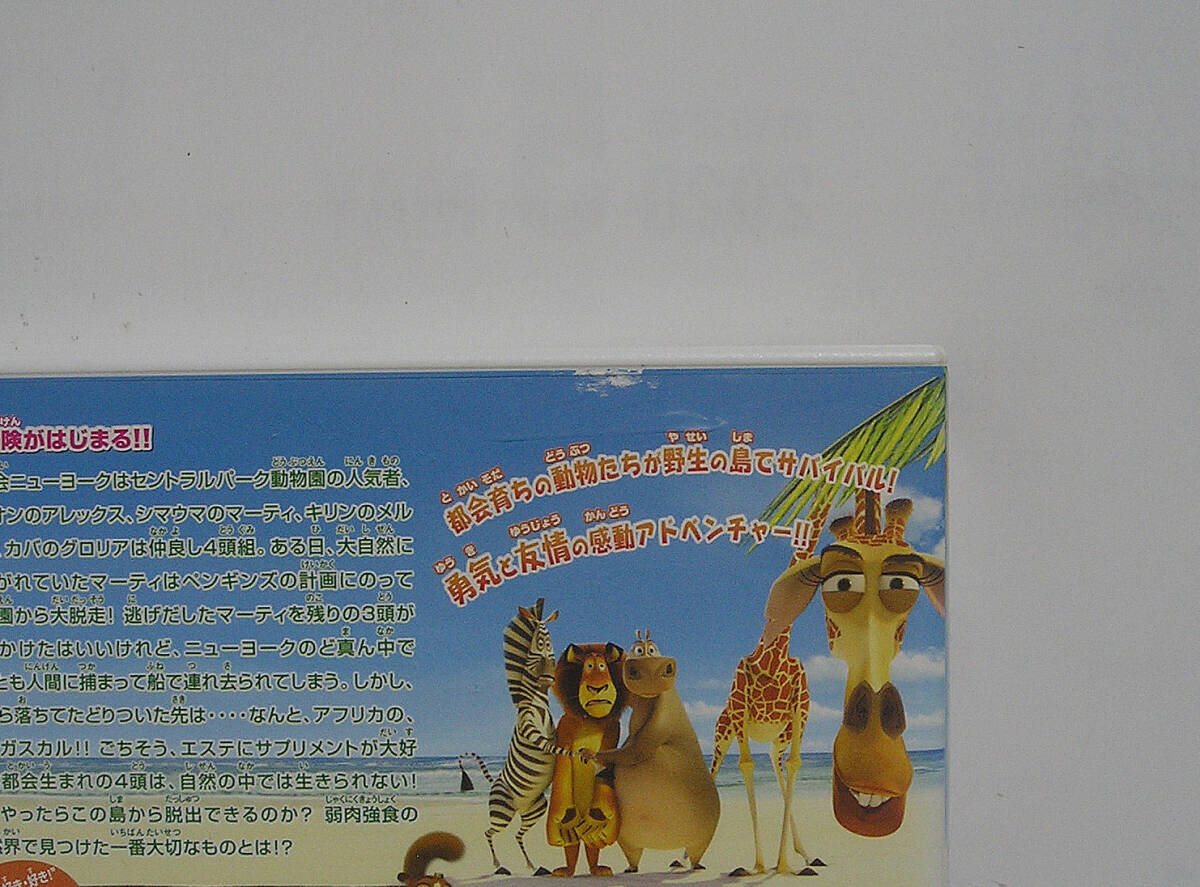 険がはじまる!!
会ニューヨークはセントラルパーク動物園の人気者、
オンのアレックス、シマウマのマーティ、キリンのメル
、カバのグロリアは仲良し4頭組。ある日、大自然に
がれていたマーティはペンギンズの計画にのって
園から大脱走! 逃げだしたマーティを残りの3頭が
かけたはいいけれど、ニューヨークのど真ん中で
とも人間に捕まって船で連れ去られてしまう。しかし、
ら落ちてたどりついた先は‥‥なんと、アフリカの、
ガスカル!! ごちそう、エステにサプリメントが大好
都会生まれの4頭は、自然の中では生きられない!
やったらこの島から脱出できるのか? 弱肉強食の
界で見つけた一番大切なものとは!?
都会育ちの動物たちが野生の島でサバイバル!
勇気と友情の感動アドベンチャー!!
好き・好き!"